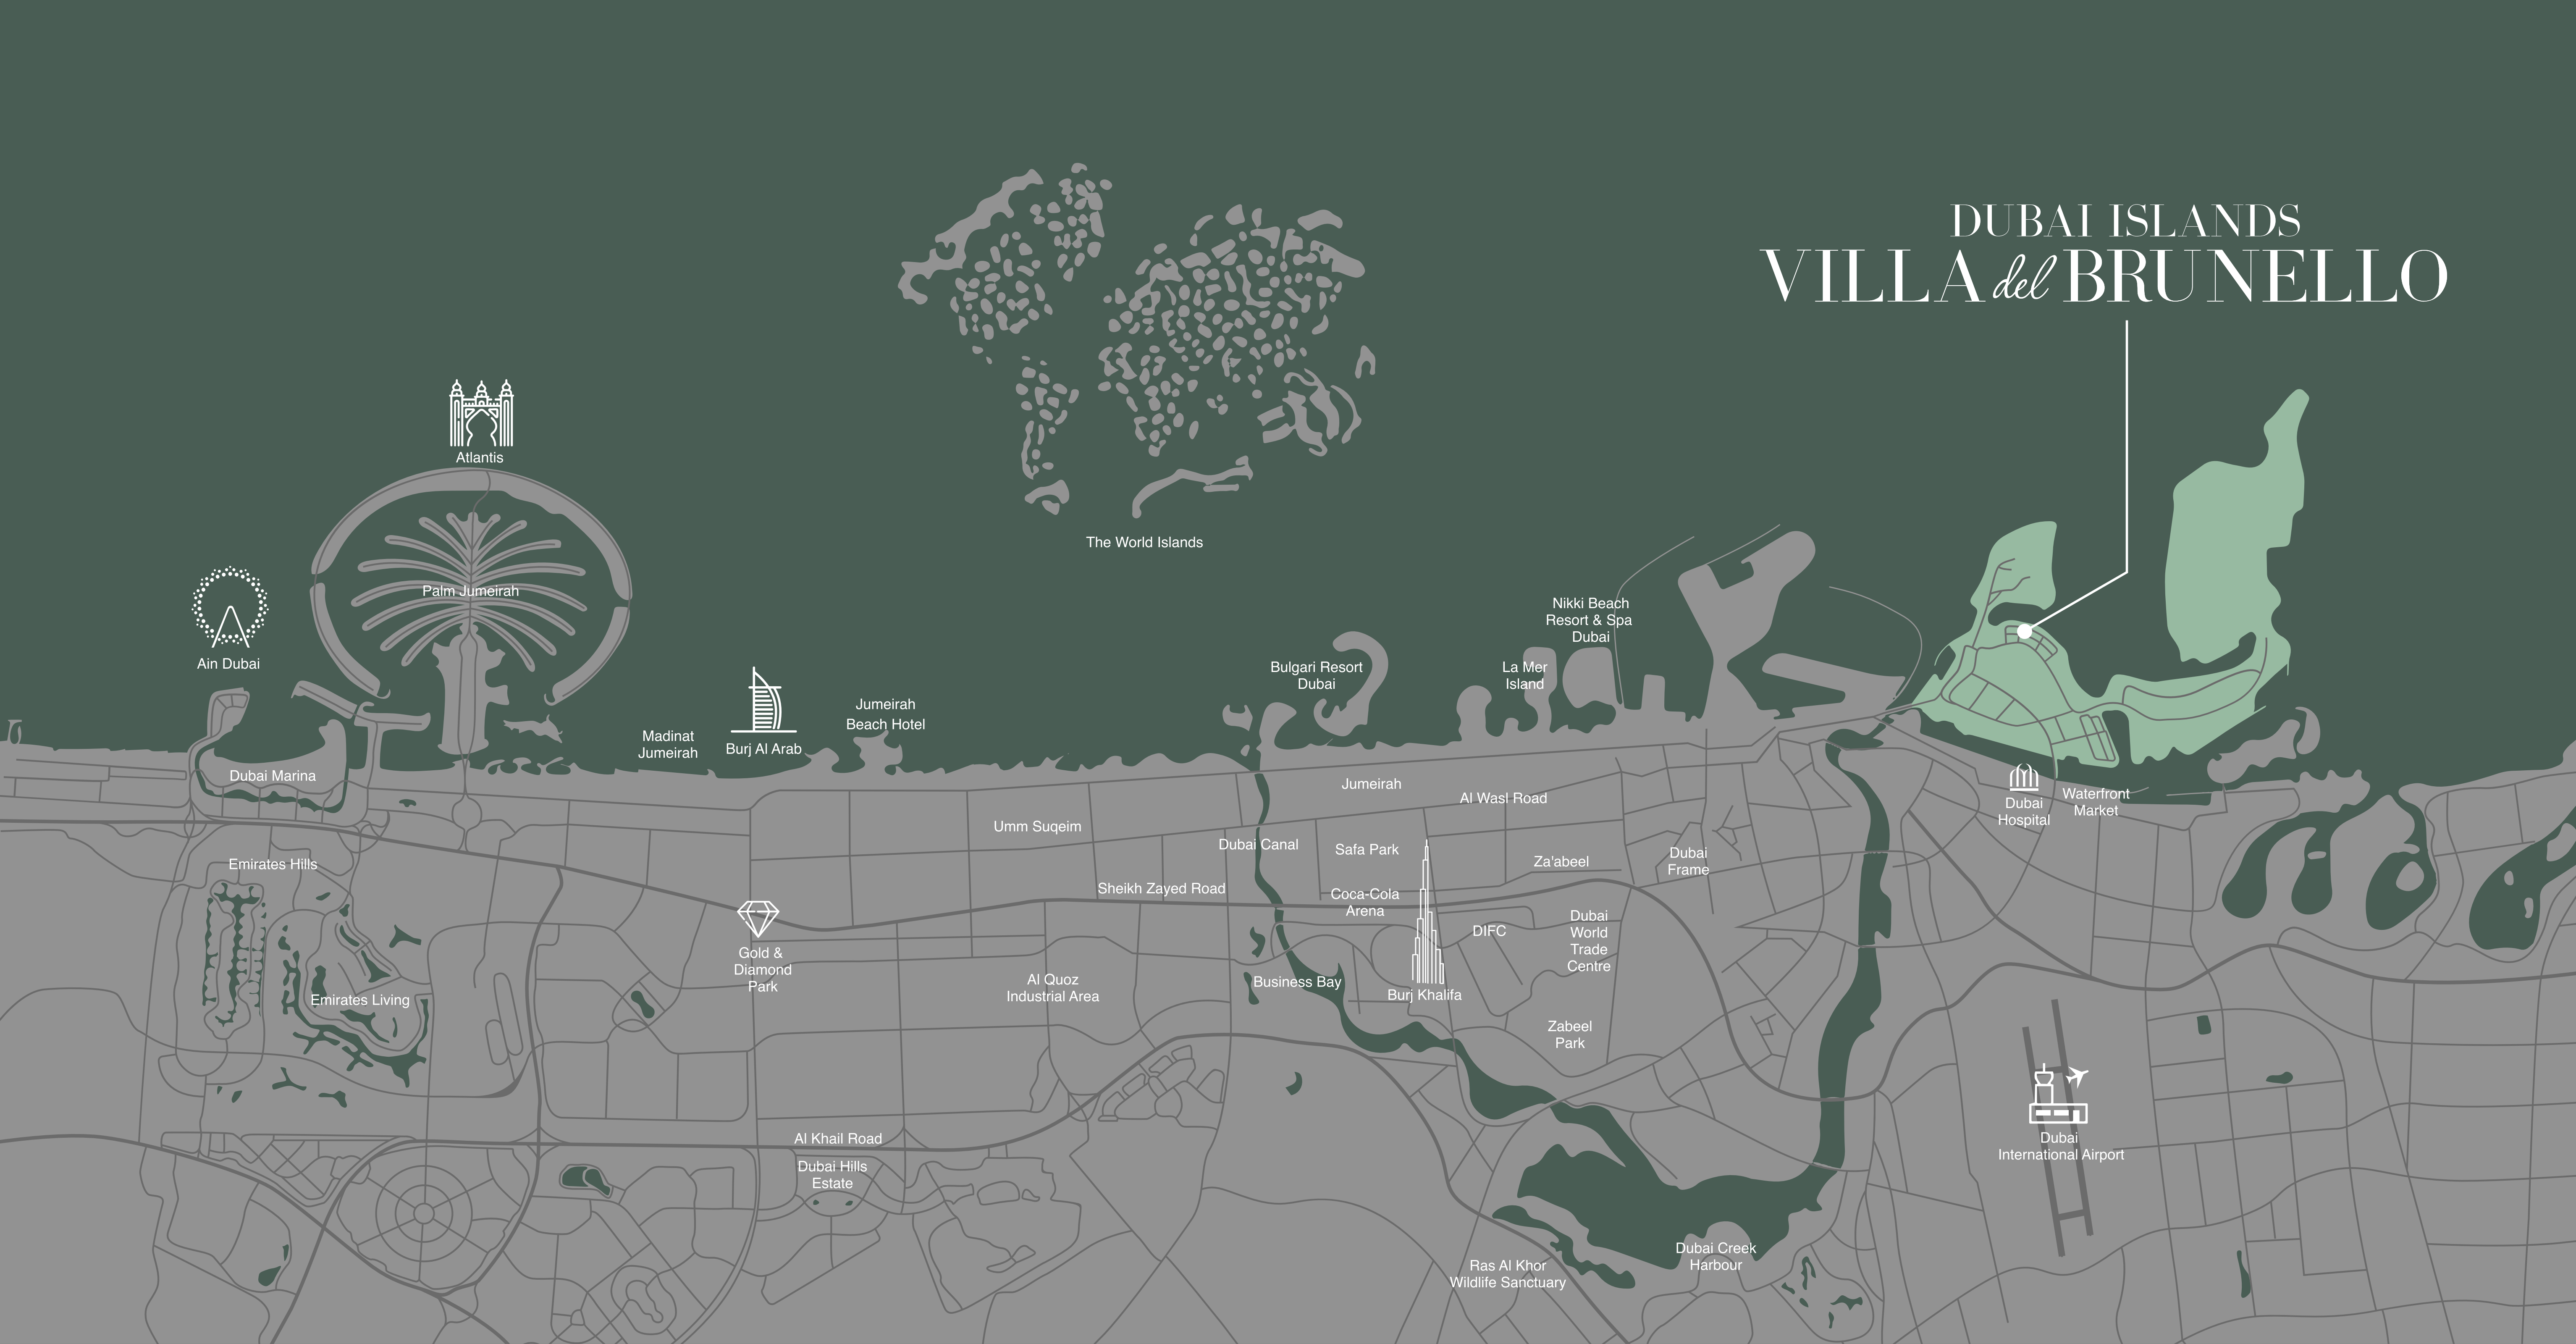 DUBAI ISLANDS
VILLA del BRUNELLO
Atlantis
The World Islands
Palm Jumeirah
Ain Dubai
Nikki Beach
Resort & Spa
Dubai
Bulgari Resort
Dubai
La Mer
Island
Jumeirah
Beach Hotel
Madinat
Jumeirah
Burj Al Arab
Dubai Marina
Jumeirah
Al Wasl Road
Dubai
Hospital
Waterfront
Market
Umm Suqeim
Dubai Canal
Safa Park
Za'abeel
Dubai
Frame
Emirates Hills
Sheikh Zayed Road
Coca-Cola
Arena
DIFC
Dubai
World
Trade
Centre
Gold &
Diamond
Park
Al Quoz
Industrial Area
Business Bay
Burj Khalifa
Emirates Living
Zabeel
Park
Dubai
International Airport
Al Khail Road
Dubai Hills
Estate
Dubai Creek
Harbour
Ras Al Khor
Wildlife Sanctuary